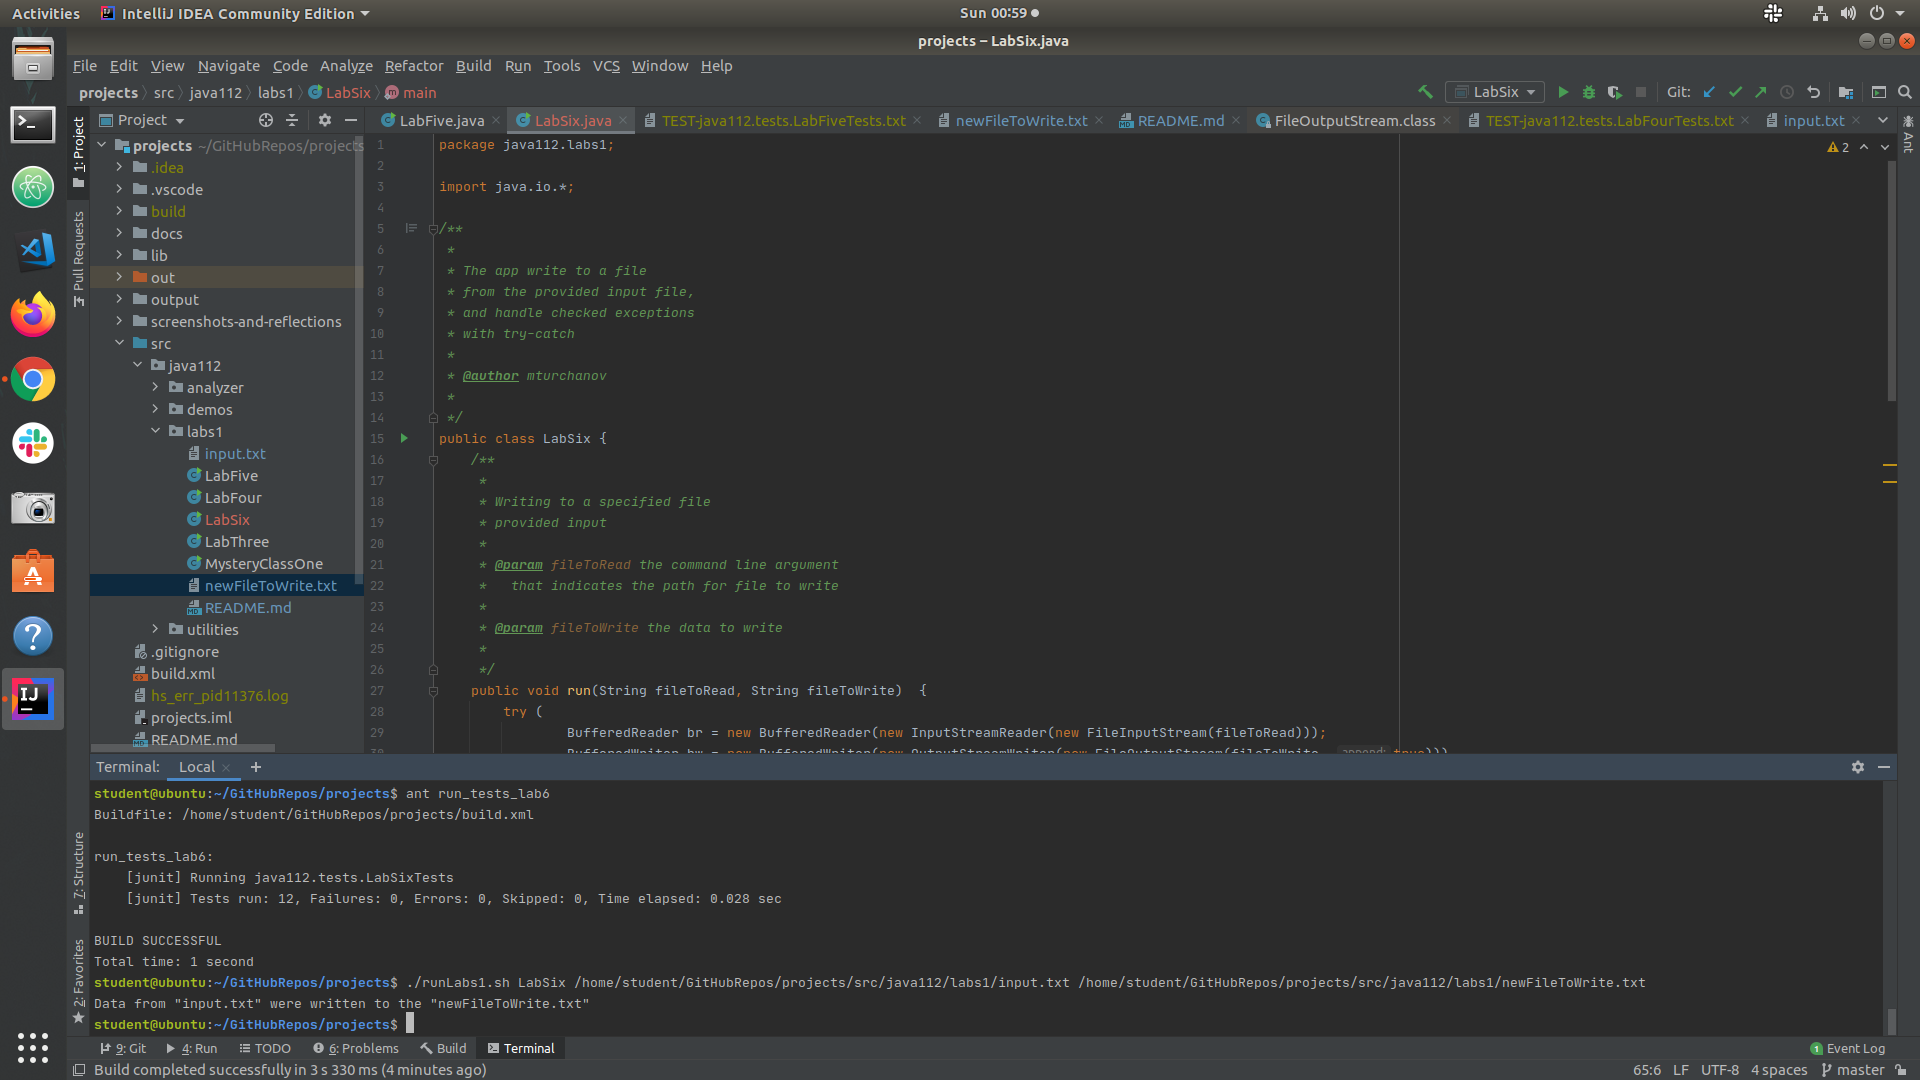 Activities IntelliJ IDEA Community Edition Sun 00:59
projects – LabSix.java
File Edit View Navigate Code Analyze Refactor Build Run Tools VCS Window Help
projects src java112 labs1 LabSix main LabSix Git:
Project LabFive.java LabSix.java TEST-java112.tests.LabFiveTests.txt newFileToWrite.txt README.md FileOutputStream.class TEST-java112.tests.LabFourTests.txt input.txt
1: Project
Pull Requests
7: Structure
2: Favorites
Ant
2
projects ~/GitHubRepos/projects
.idea
.vscode
build
docs
lib
out
output
screenshots-and-reflections
src
java112
analyzer
demos
labs1
input.txt
LabFive
LabFour
LabSix
LabThree
MysteryClassOne
newFileToWrite.txt
README.md
utilities
.gitignore
build.xml
hs_err_pid11376.log
projects.iml
README.md
1 package java112.labs1;
2
3 import java.io.*;
4
5 /**
6 *
7 * The app write to a file
8 * from the provided input file,
9 * and handle checked exceptions
10 * with try-catch
11 *
12 * @author mturchanov
13 *
14 */
15 public class LabSix {
16 /**
17 *
18 * Writing to a specified file
19 * provided input
20 *
21 * @param fileToRead the command line argument
22 * that indicates the path for file to write
23 *
24 * @param fileToWrite the data to write
25 *
26 */
27 public void run(String fileToRead, String fileToWrite) {
28 try (
29 BufferedReader br = new BufferedReader(new InputStreamReader(new FileInputStream(fileToRead)));
30 BufferedWriter bw = new BufferedWriter(new OutputStreamWriter(new FileOutputStream(fileToWrite, append: true)))
Terminal: Local +
student@ubuntu:~/GitHubRepos/projects$ ant run_tests_lab6
Buildfile: /home/student/GitHubRepos/projects/build.xml
run_tests_lab6:
[junit] Running java112.tests.LabSixTests
[junit] Tests run: 12, Failures: 0, Errors: 0, Skipped: 0, Time elapsed: 0.028 sec
BUILD SUCCESSFUL
Total time: 1 second
student@ubuntu:~/GitHubRepos/projects$ ./runLabs1.sh LabSix /home/student/GitHubRepos/projects/src/java112/labs1/input.txt /home/student/GitHubRepos/projects/src/java112/labs1/newFileToWrite.txt
Data from "input.txt" were written to the "newFileToWrite.txt"
student@ubuntu:~/GitHubRepos/projects$
9: Git 4: Run TODO 6: Problems Build Terminal 1 Event Log
Build completed successfully in 3 s 330 ms (4 minutes ago) 65:6 LF UTF-8 4 spaces master